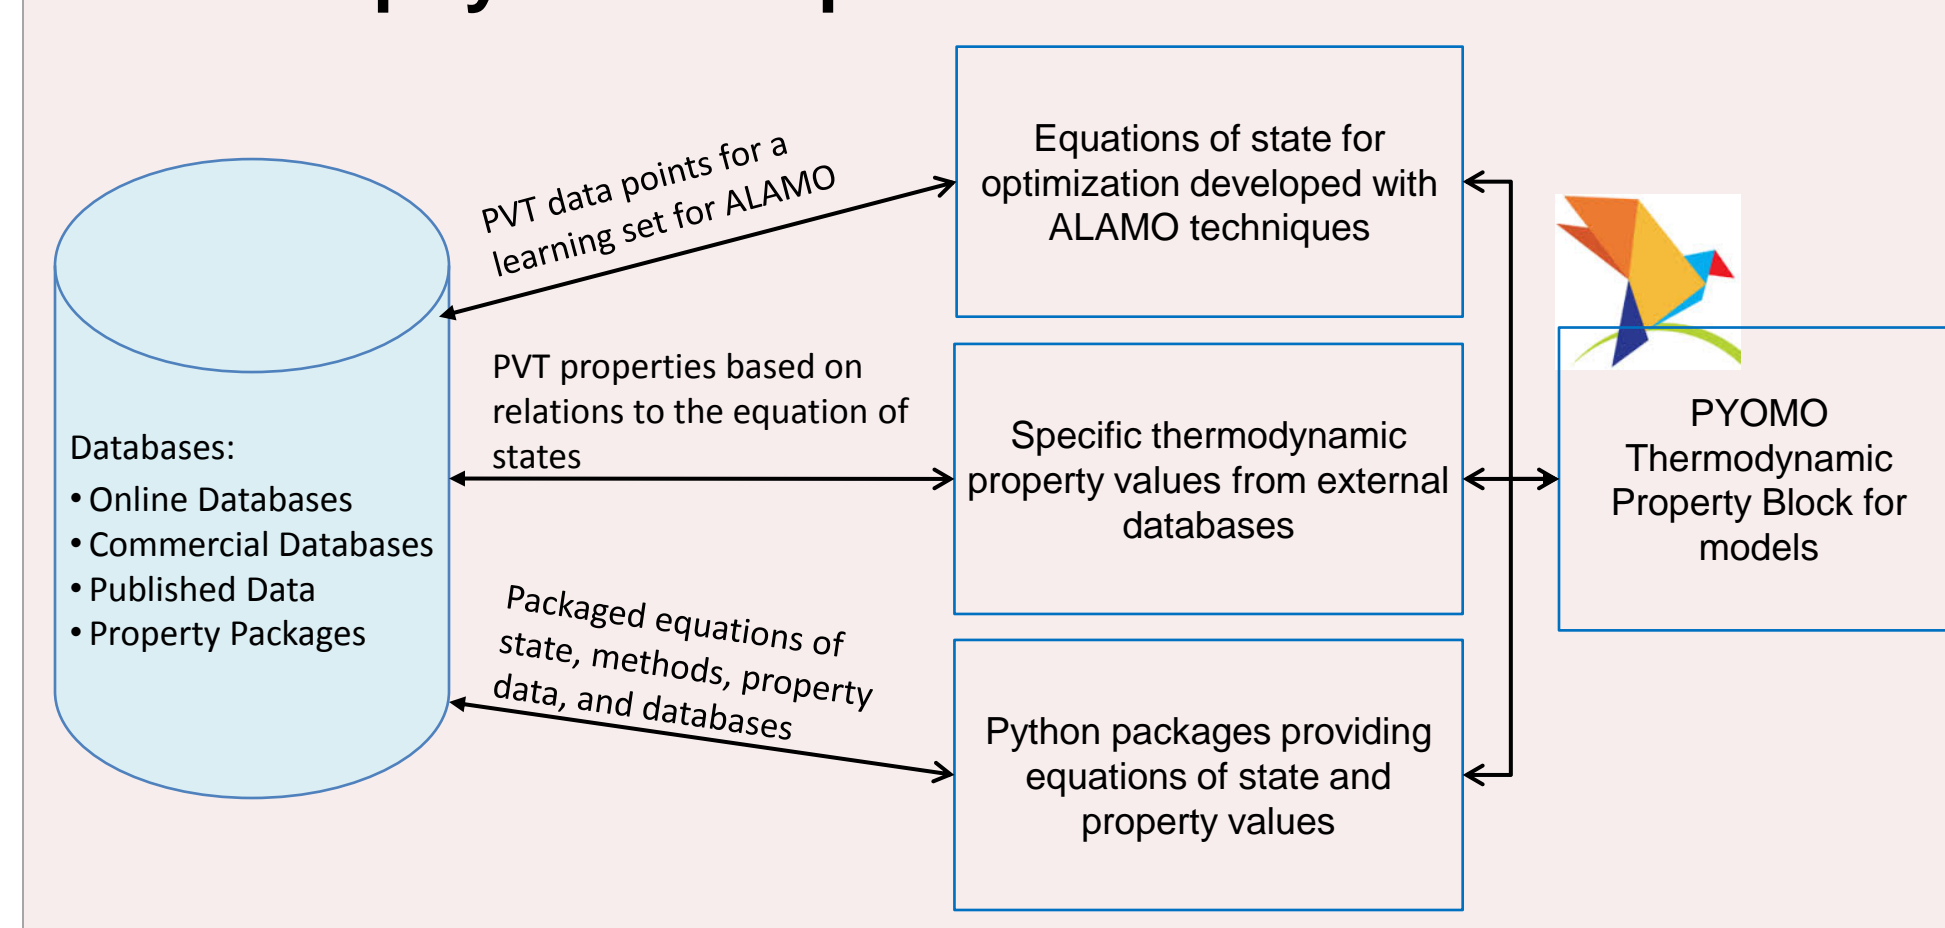 PVT data points for a
learning set for ALAMO
Equations of state for
optimization developed with
ALAMO techniques
PVT properties based on
relations to the equation of
states
Databases:
• Online Databases
• Commercial Databases
• Published Data
• Property Packages
Specific thermodynamic
property values from external
databases
PYOMO
Thermodynamic
Property Block for
models
Packaged equations of
state, methods, property
data, and databases
Python packages providing
equations of state and
property values